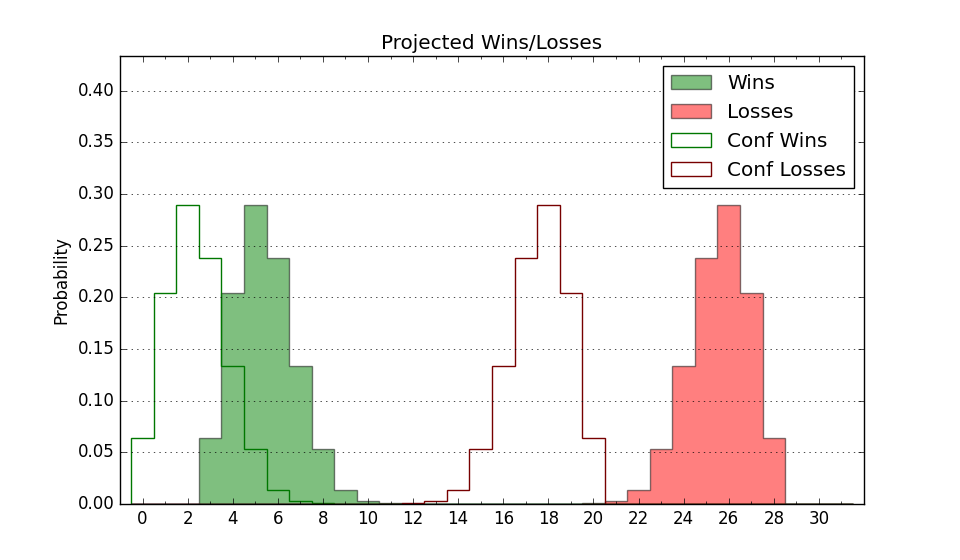 Projected Wins/Losses
Wins
Losses
Conf Wins
Conf Losses
Probability
0.40
0.35
0.30
0.25
0.20
0.15
0.10
0.05
0.00
0 2 4 6 8 10 12 14 16 18 20 22 24 26 28 30